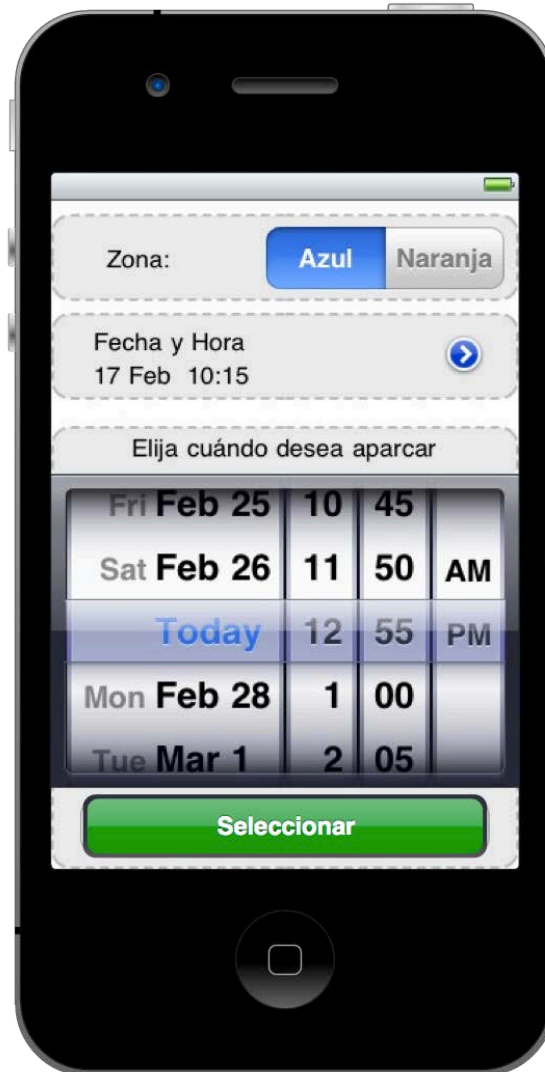 Zona: Azul Naranja
Fecha y Hora
17 Feb 10:15
Elija cuándo desea aparcar
Fri Feb 25 10 45
Sat Feb 26 11 50 AM
Today 12 55 PM
Mon Feb 28 1 00
Tue Mar 1 2 05
Seleccionar